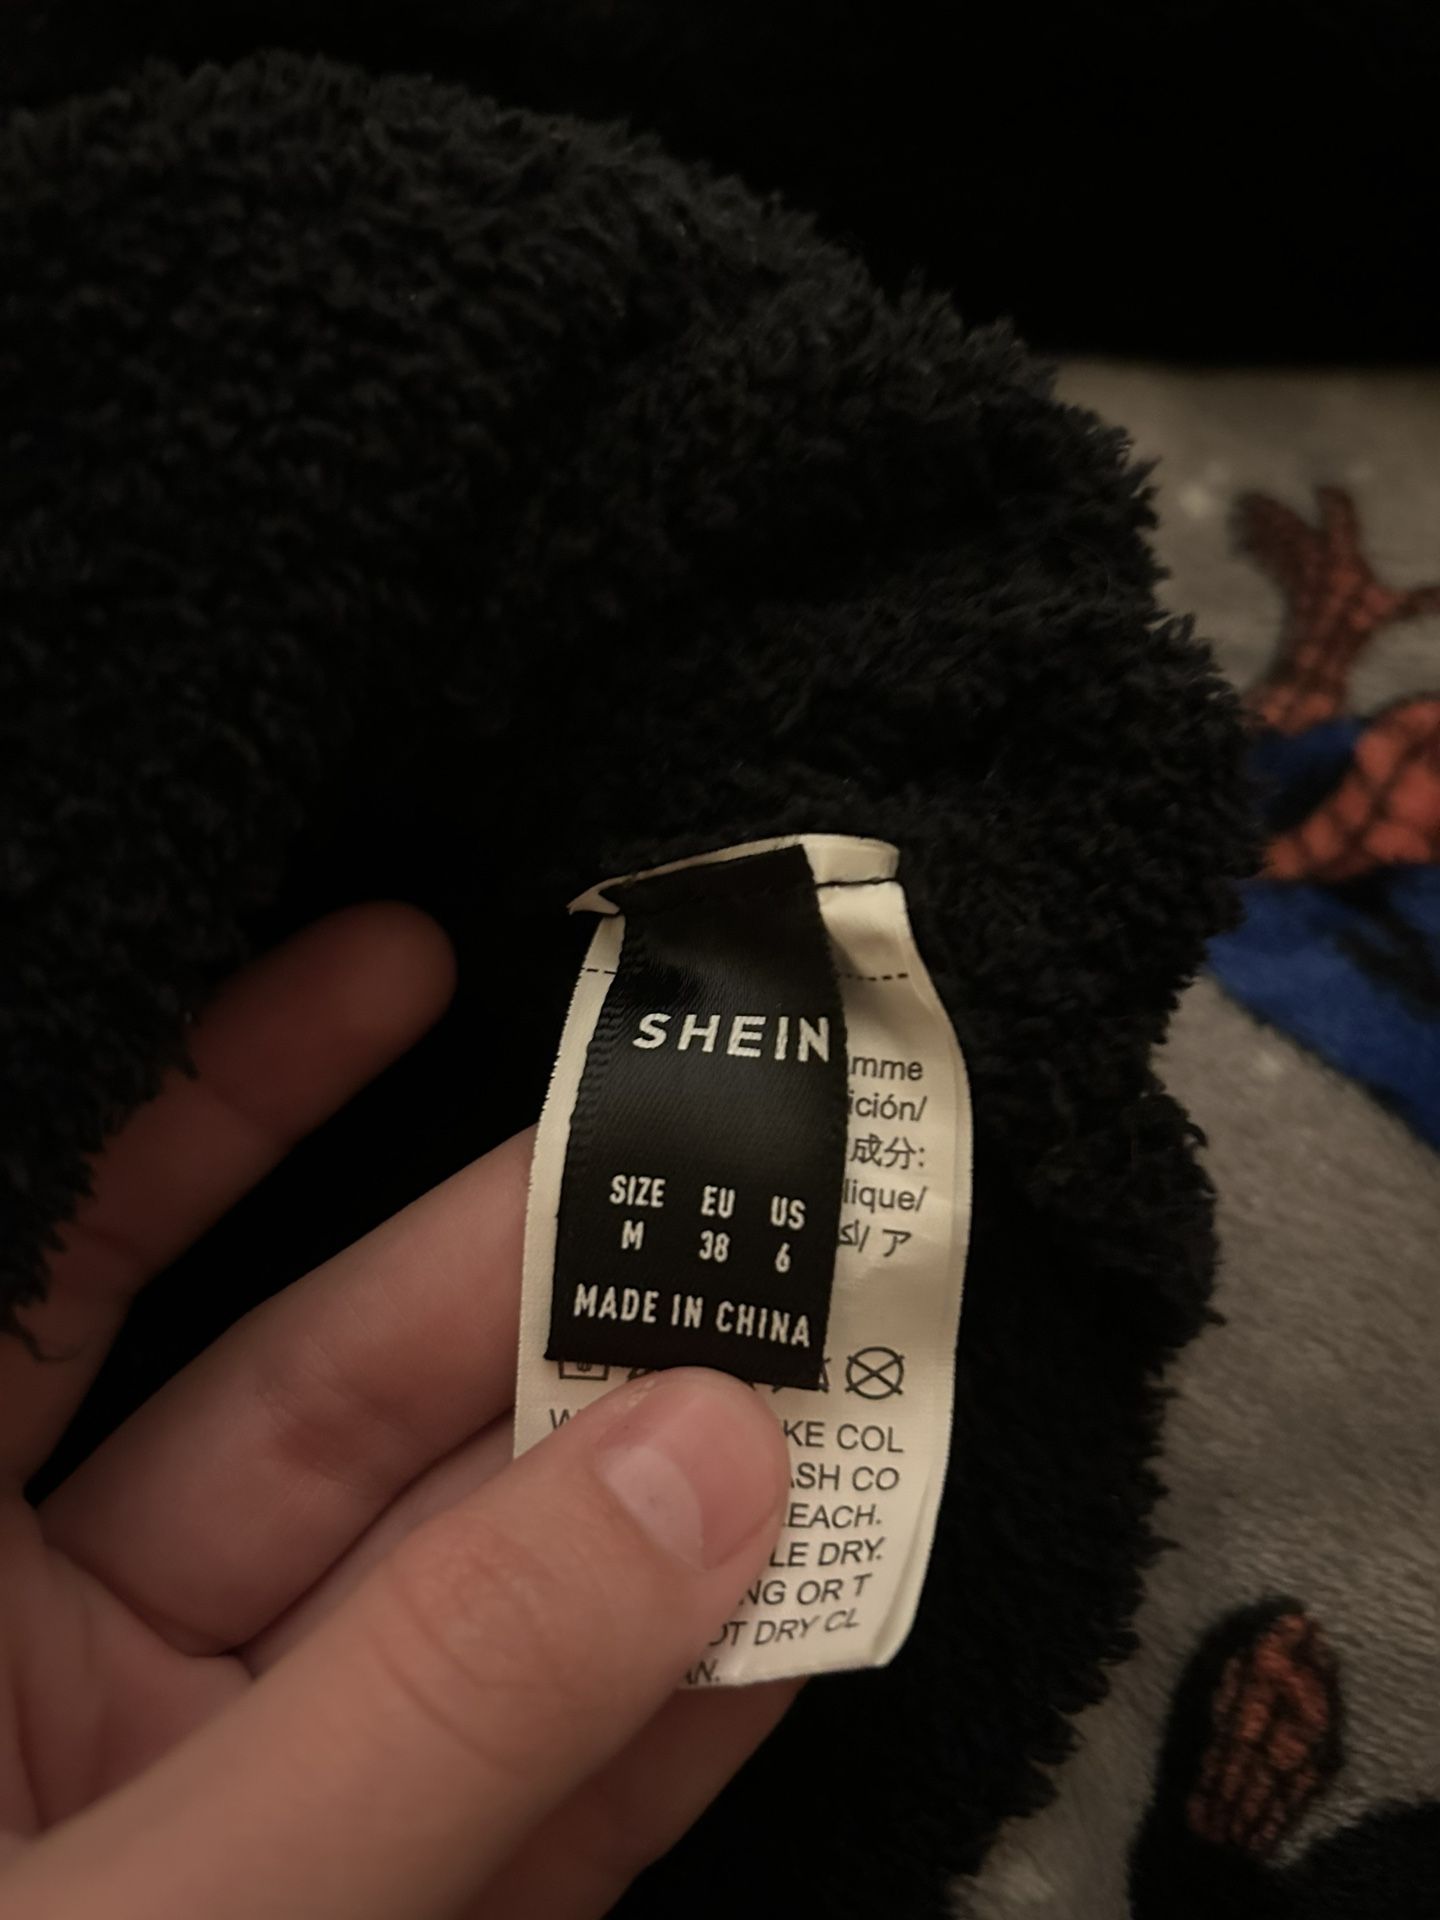 SHEIN
SIZE EU US
M 38 6
MADE IN CHINA
mme
ición/
成分:
lique/
ア
KE COL
ASH CO
LEACH.
LE DRY.
NG OR T
OT DRY CL
AN.